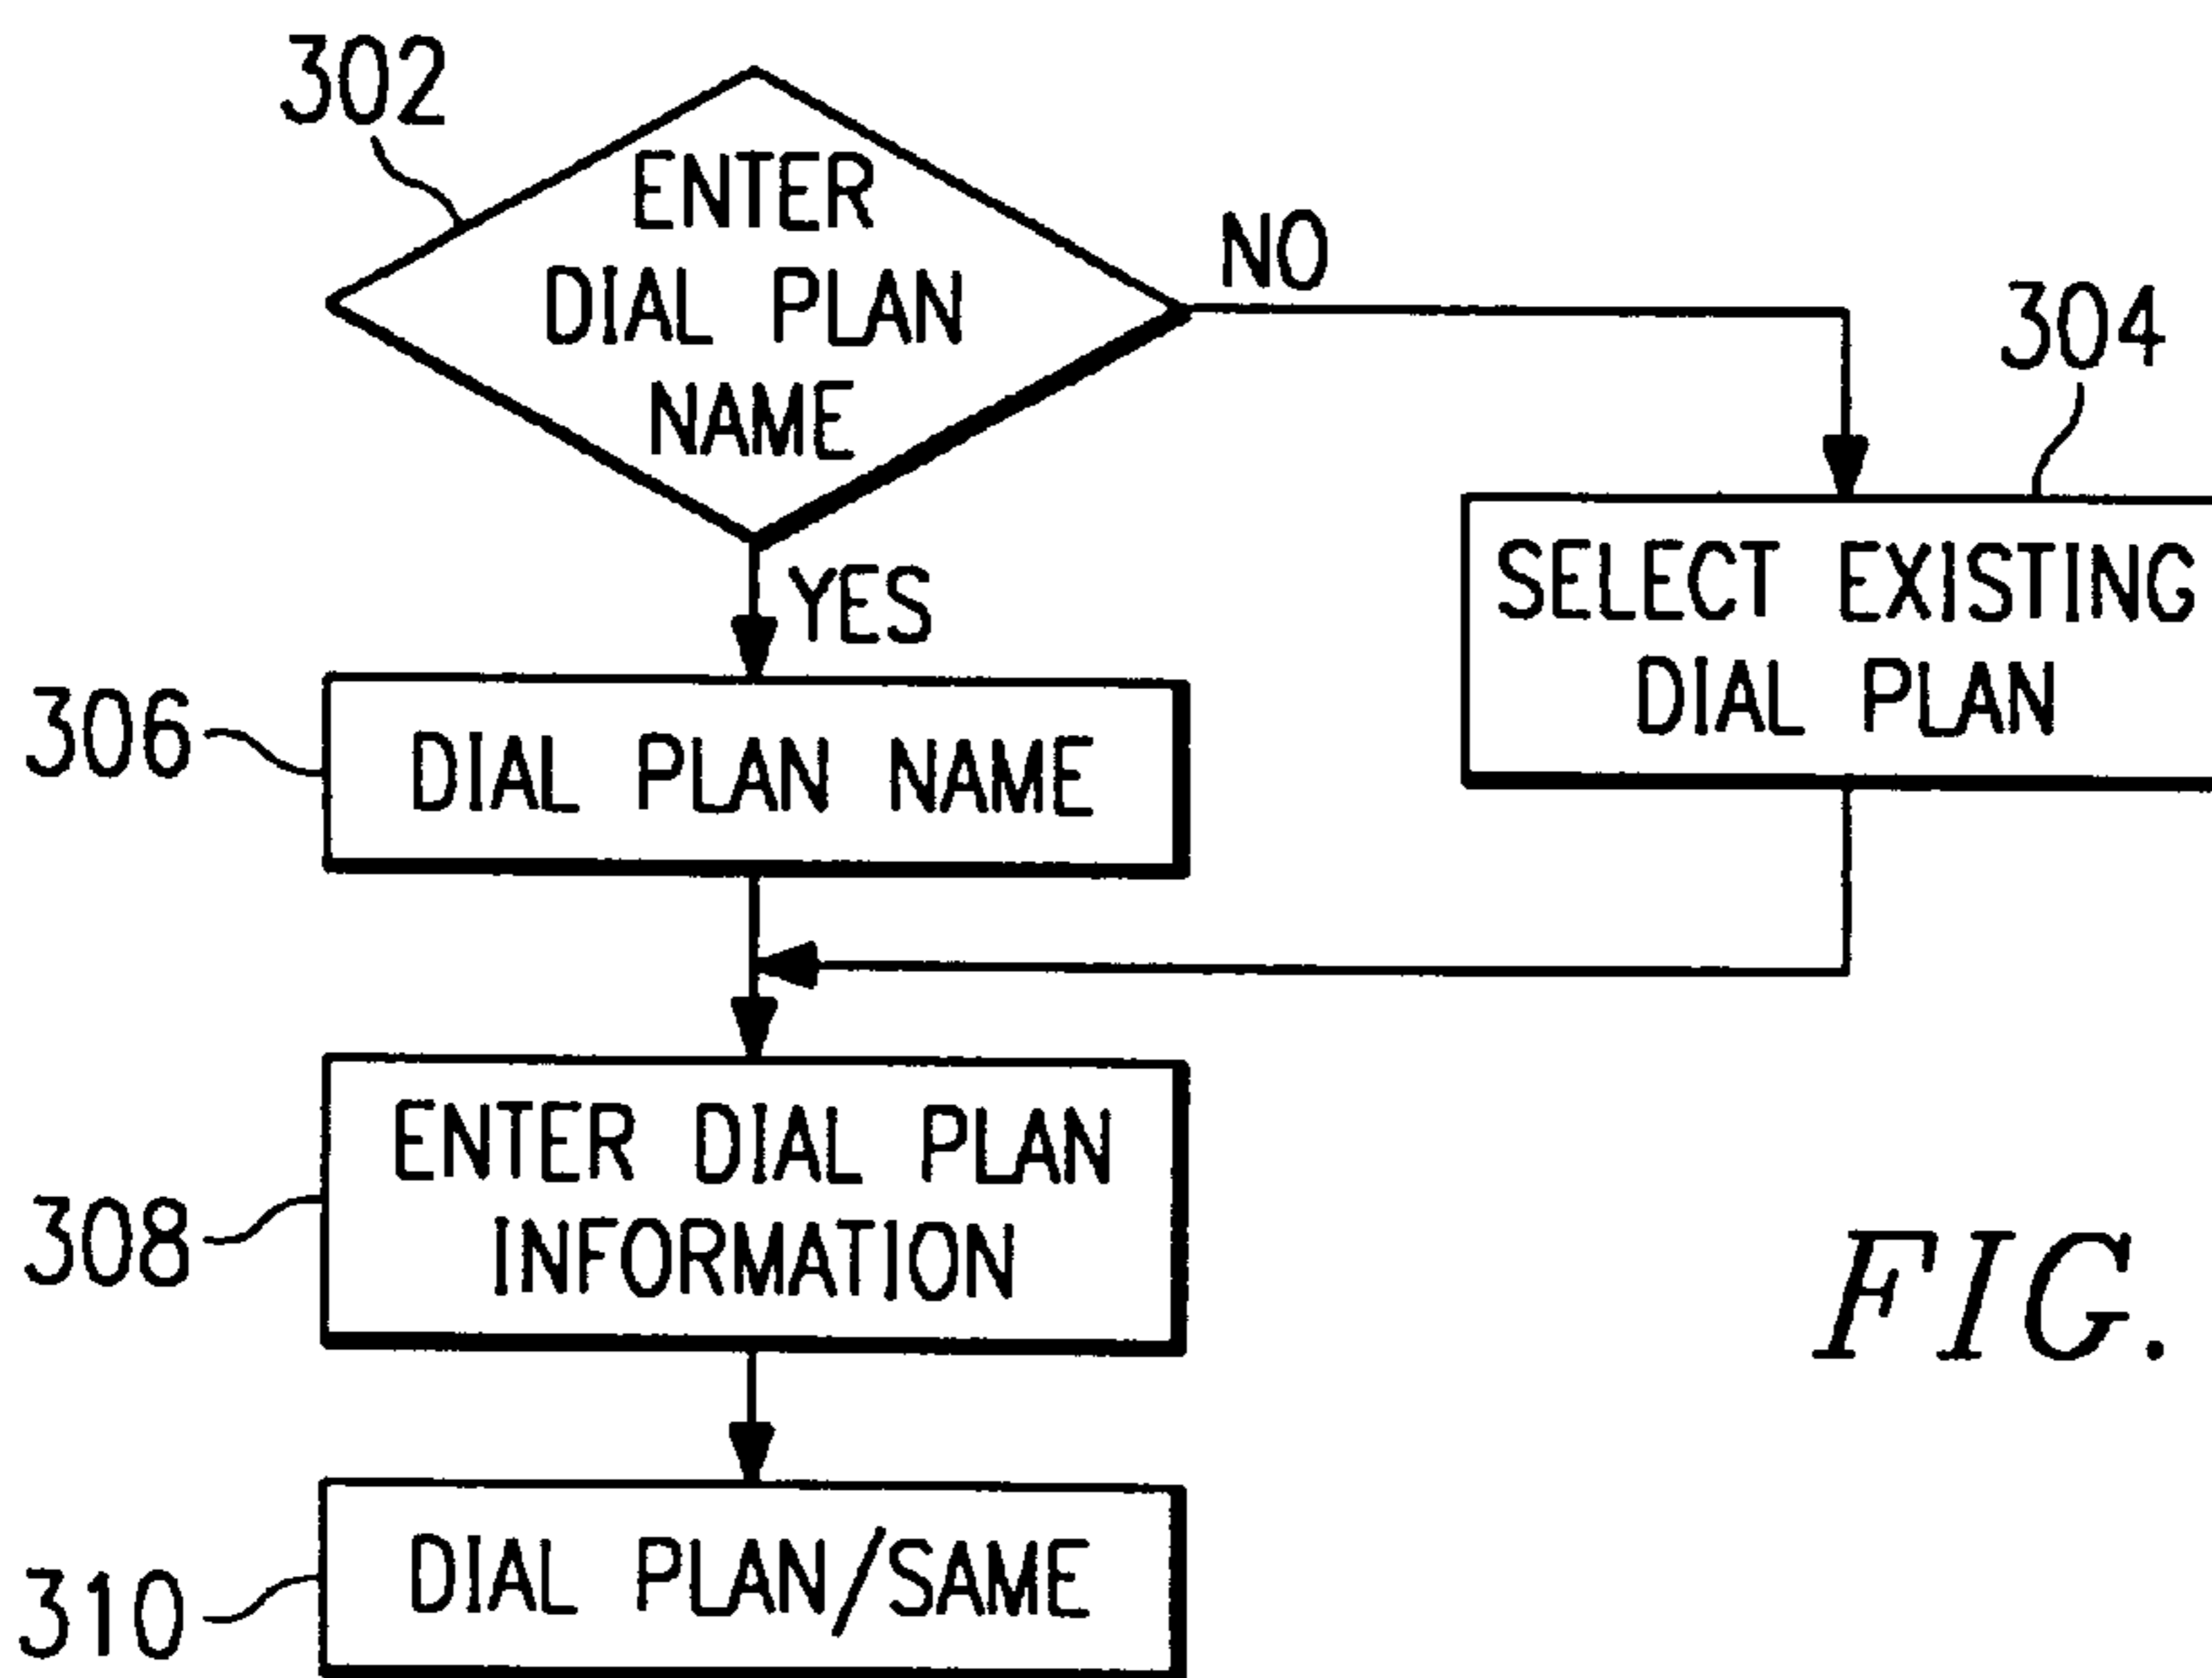 302
ENTER
DIAL PLAN
NAME
NO
304
YES
SELECT EXISTING
DIAL PLAN
306
DIAL PLAN NAME
308
ENTER DIAL PLAN
INFORMATION
FIG.
310
DIAL PLAN/SAME